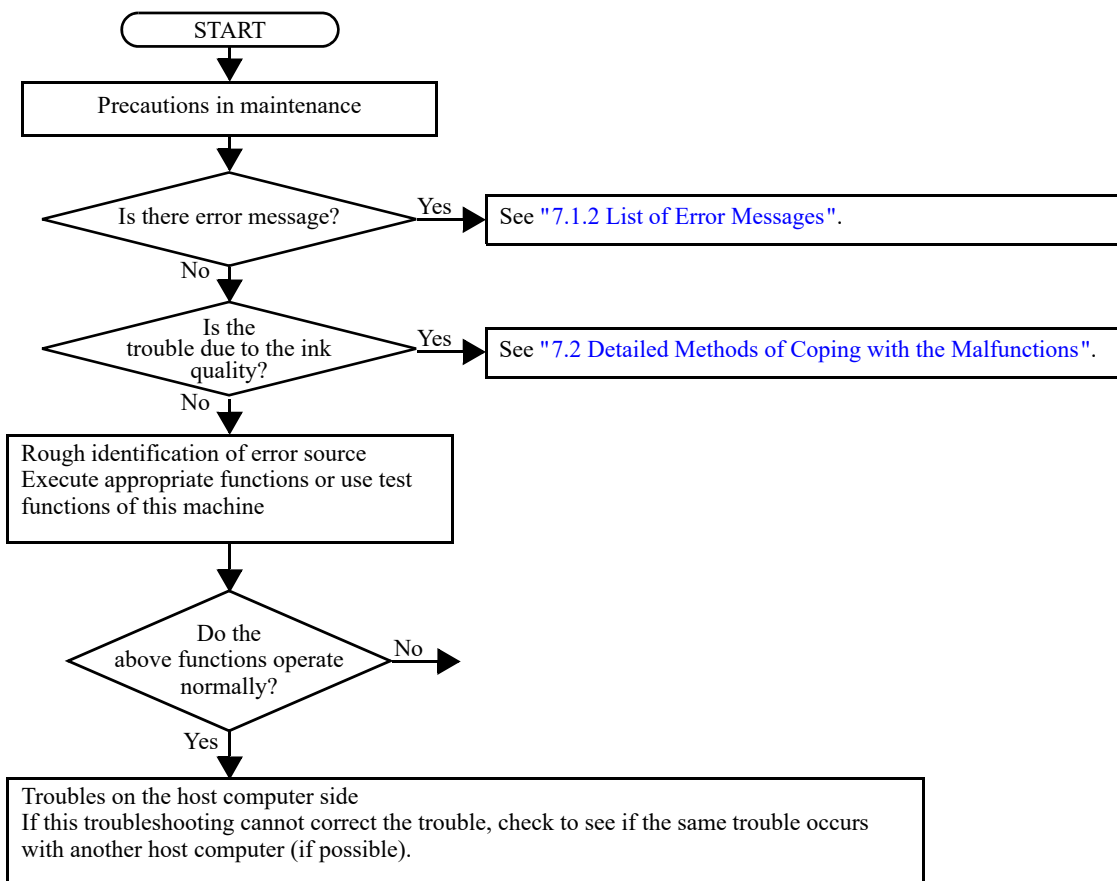 START
Precautions in maintenance
Is there error message?
Yes
See "7.1.2 List of Error Messages".
No
Is the
trouble due to the ink
quality?
Yes
See "7.2 Detailed Methods of Coping with the Malfunctions".
No
Rough identification of error source
Execute appropriate functions or use test
functions of this machine
Do the
above functions operate
normally?
No
Yes
Troubles on the host computer side
If this troubleshooting cannot correct the trouble, check to see if the same trouble occurs
with another host computer (if possible).